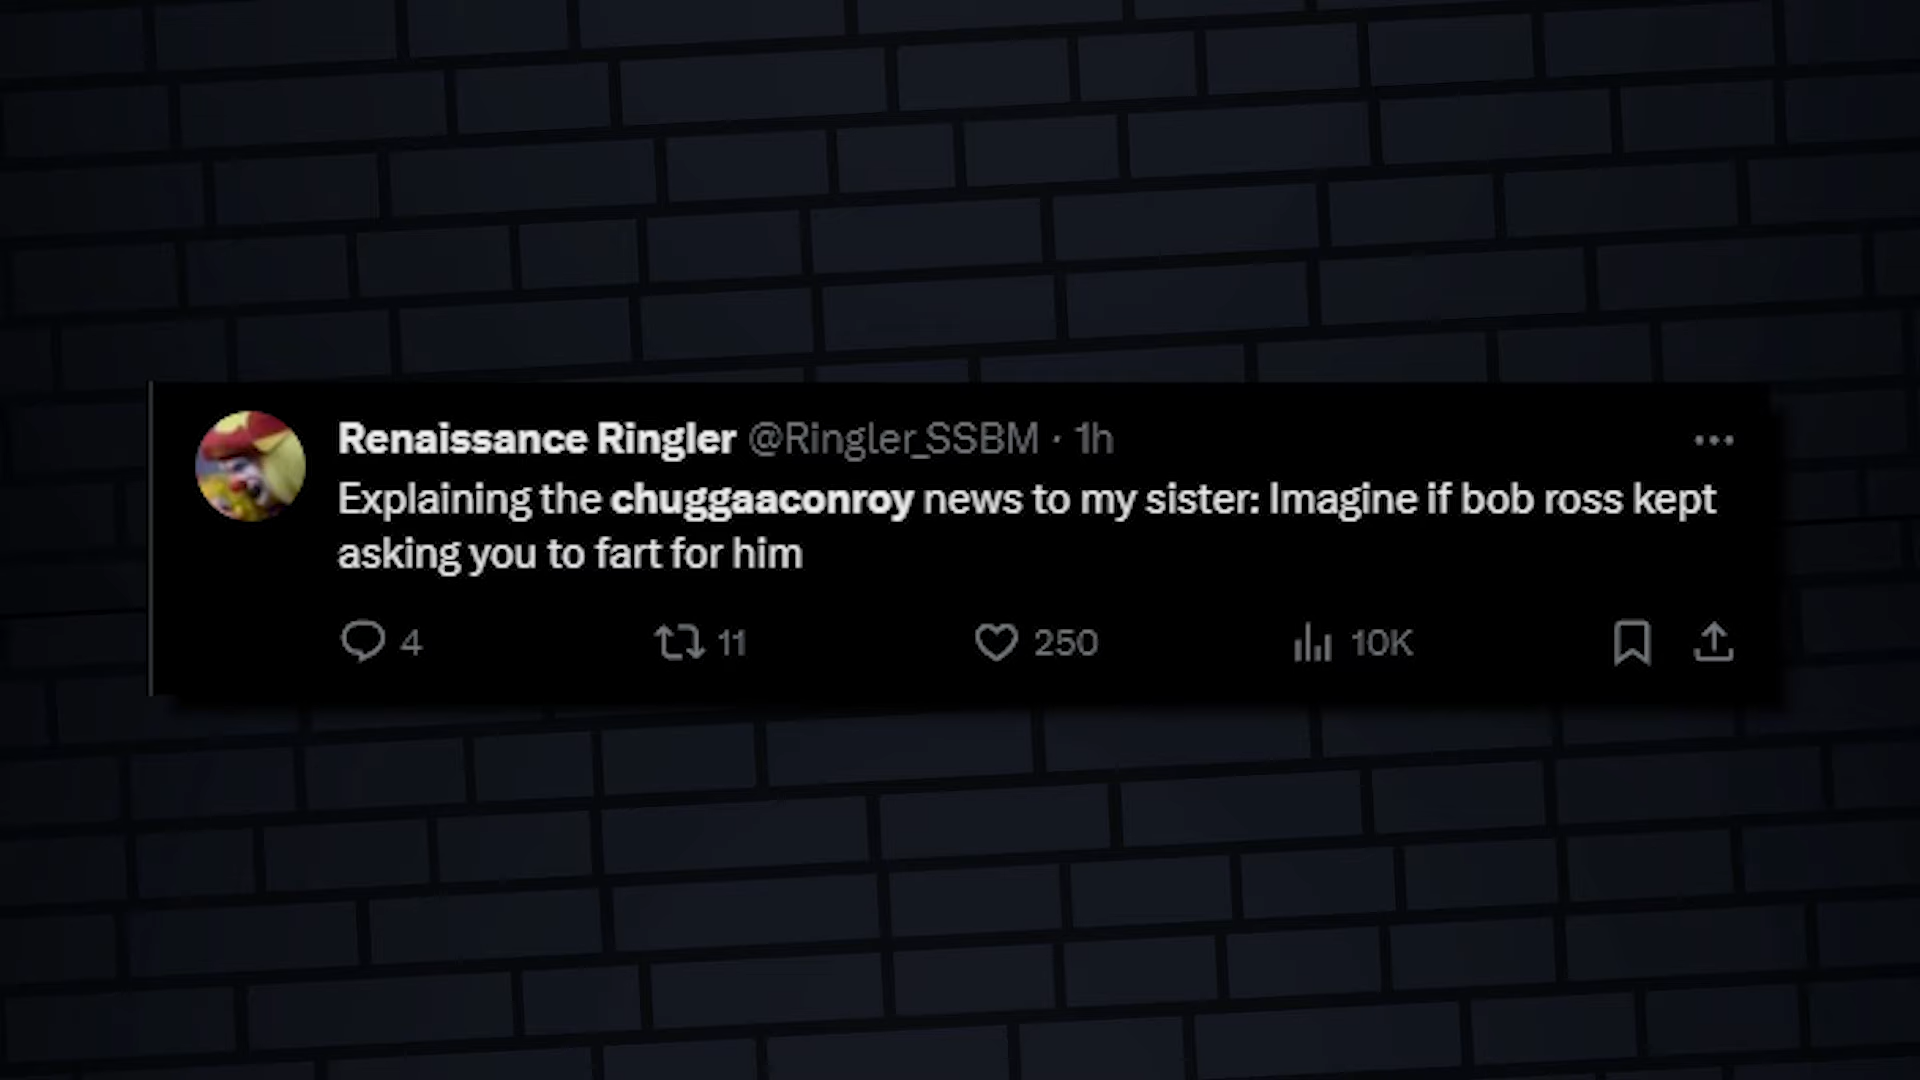 Renaissance Ringler @Ringler_SSBM · 1h
Explaining the chuggaaconroy news to my sister: Imagine if bob ross kept
asking you to fart for him
4 11 250 10K